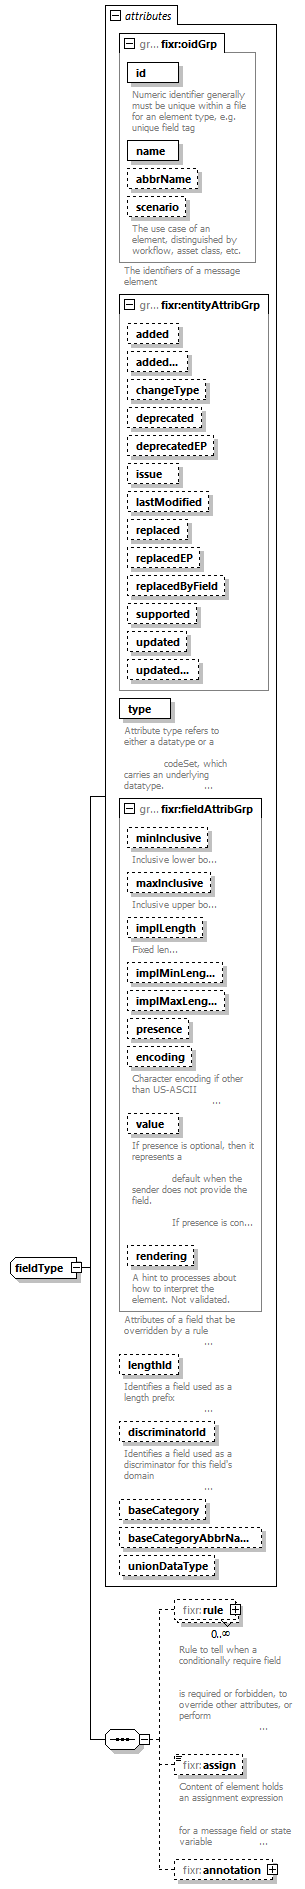 attributes
gr... fixr:oidGrp
id
Numeric identifier generally
must be unique within a file
for an element type, e.g.
unique field tag
name
abbrName
scenario
The use case of an
element, distinguished by
workflow, asset class, etc.
The identifiers of a message
element
gr... fixr:entityAttribGrp
added
added...
changeType
deprecated
deprecatedEP
issue
lastModified
replaced
replacedEP
replacedByField
supported
updated
updated...
type
Attribute type refers to
either a datatype or a
codeSet, which
carries an underlying
datatype. ...
gr... fixr:fieldAttribGrp
minInclusive
Inclusive lower bo...
maxInclusive
Inclusive upper bo...
implLength
Fixed len...
implMinLeng...
implMaxLeng...
presence
encoding
Character encoding if other
than US-ASCII
...
value
If presence is optional, then it
represents a
default when the
sender does not provide the
field.
If presence is con...
rendering
A hint to processes about
how to interpret the
element. Not validated.
Attributes of a field that be
overridden by a rule
...
lengthId
Identifies a field used as a
length prefix
...
discriminatorId
Identifies a field used as a
discriminator for this field's
domain
...
baseCategory
baseCategoryAbbrNa...
unionDataType
fieldType
fixr:rule
0..∞
Rule to tell when a
conditionally require field
is required or forbidden, to
override other attributes, or
perform
...
fixr:assign
Content of element holds
an assignment expression
for a message field or state
variable ...
fixr:annotation